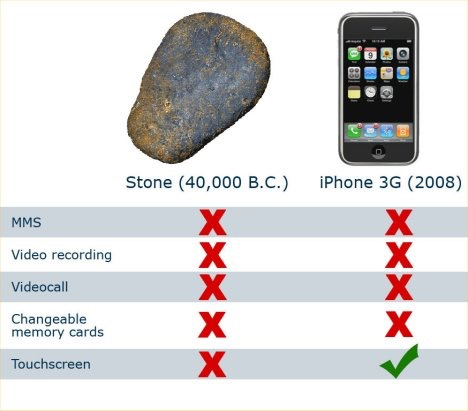 Stone (40,000 B.C.) iPhone 3G (2008)
MMS
Video recording
Videocall
Changeable
memory cards
Touchscreen